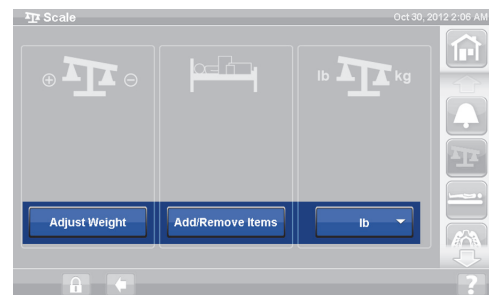 Scale Oct 30, 2012 2:06 AM
lb kg
Adjust Weight Add/Remove Items lb
?